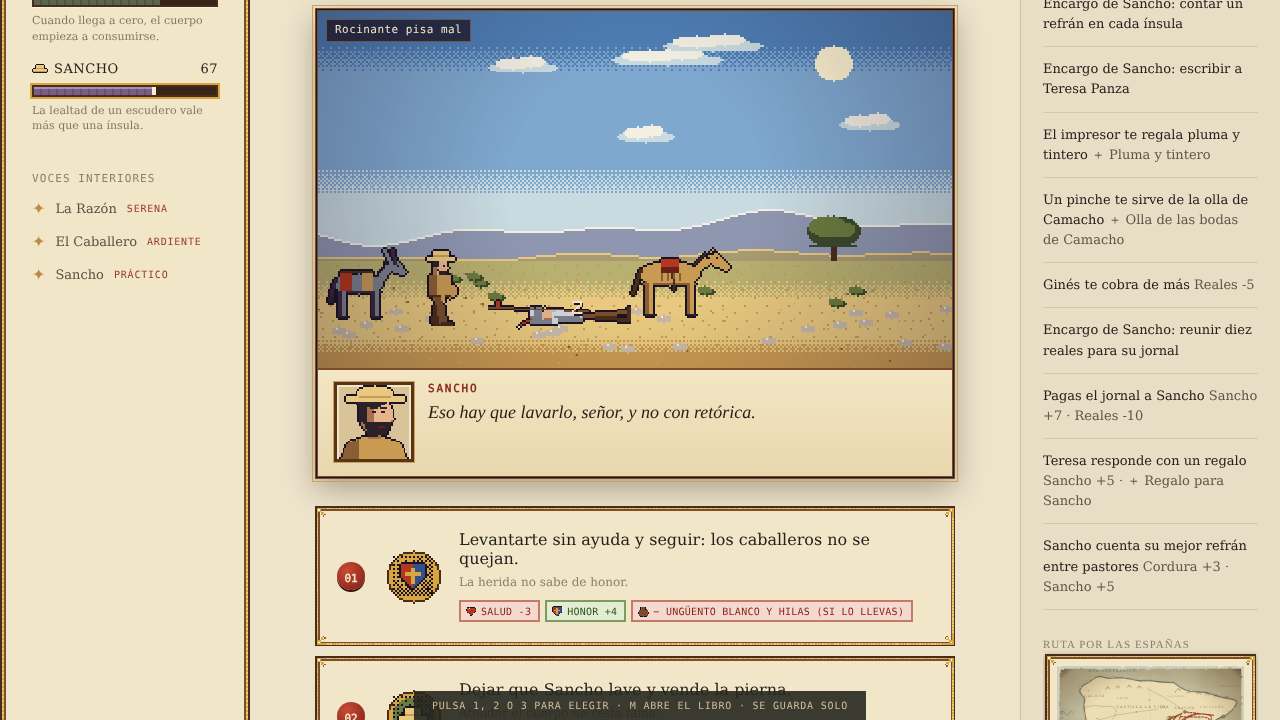 Cuando llega a cero, el cuerpo
empieza a consumirse.
SANCHO 67
La lealtad de un escudero vale
más que una ínsula.
VOCES INTERIORES
La Razón SERENA
El Caballero ARDIENTE
Sancho PRÁCTICO
Rocinante pisa mal
SANCHO
Eso hay que lavarlo, señor, y no con retórica.
01
Levantarte sin ayuda y seguir: los caballeros no se
quejan.
La herida no sabe de honor.
SALUD -3 HONOR +4 − UNGÜENTO BLANCO Y HILAS (SI LO LLEVAS)
02
Dejar que Sancho lave y vende la pierna.
PULSA 1, 2 O 3 PARA ELEGIR · M ABRE EL LIBRO · SE GUARDA SOLO
Encargo de Sancho: contar un
refrán en cada ínsula
Encargo de Sancho: escribir a
Teresa Panza
El impresor te regala pluma y
tintero + Pluma y tintero
Un pinche te sirve de la olla de
Camacho + Olla de las bodas
de Camacho
Ginés te cobra de más Reales -5
Encargo de Sancho: reunir diez
reales para su jornal
Pagas el jornal a Sancho Sancho
+7 · Reales -10
Teresa responde con un regalo
Sancho +5 · + Regalo para
Sancho
Sancho cuenta su mejor refrán
entre pastores Cordura +3 ·
Sancho +5
RUTA POR LAS ESPAÑAS